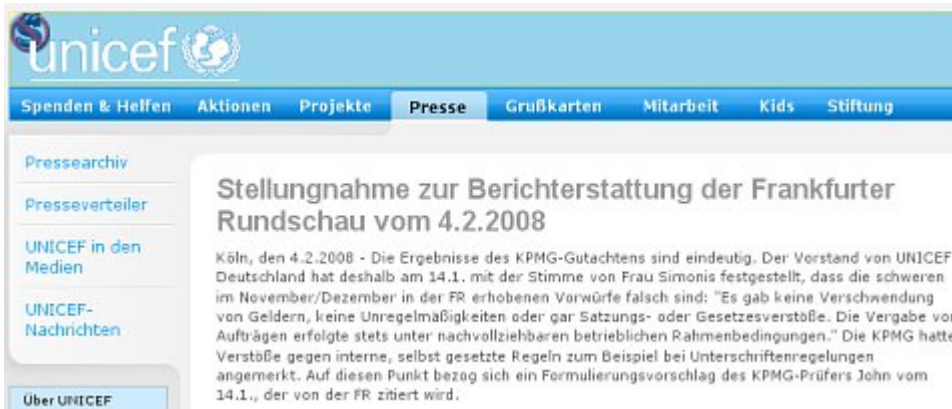 unicef
Spenden & Helfen Aktionen Projekte Presse Grußkarten Mitarbeit Kids Stiftung
Pressearchiv
Presseverteiler
UNICEF in den
Medien
UNICEF-
Nachrichten
Über UNICEF
Stellungnahme zur Berichterstattung der Frankfurter
Rundschau vom 4.2.2008
Köln, den 4.2.2008 - Die Ergebnisse des KPMG-Gutachtens sind eindeutig. Der Vorstand von UNICEF
Deutschland hat deshalb am 14.1. mit der Stimme von Frau Simonis festgestellt, dass die schweren
im November/Dezember in der FR erhobenen Vorwürfe falsch sind: "Es gab keine Verschwendung
von Geldern, keine Unregelmäßigkeiten oder gar Satzungs- oder Gesetzesverstöße. Die Vergabe von
Aufträgen erfolgte stets unter nachvollziehbaren betrieblichen Rahmenbedingungen." Die KPMG hatte
Verstöße gegen interne, selbst gesetzte Regeln zum Beispiel bei Unterschriftenregelungen
angemerkt. Auf diesen Punkt bezog sich ein Formulierungsvorschlag des KPMG-Prüfers John vom
14.1., der von der FR zitiert wird.